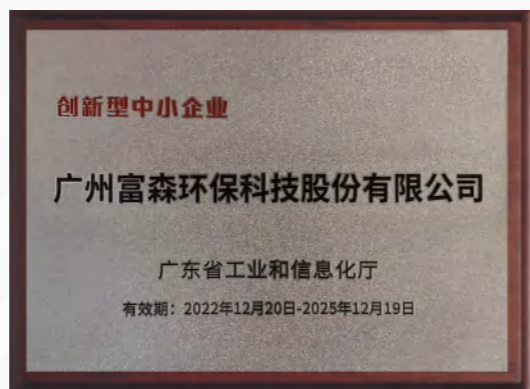 创新型中小企业
广州富森环保科技股份有限公司
广东省工业和信息化厅
有效期：2022年12月20日-2025年12月19日